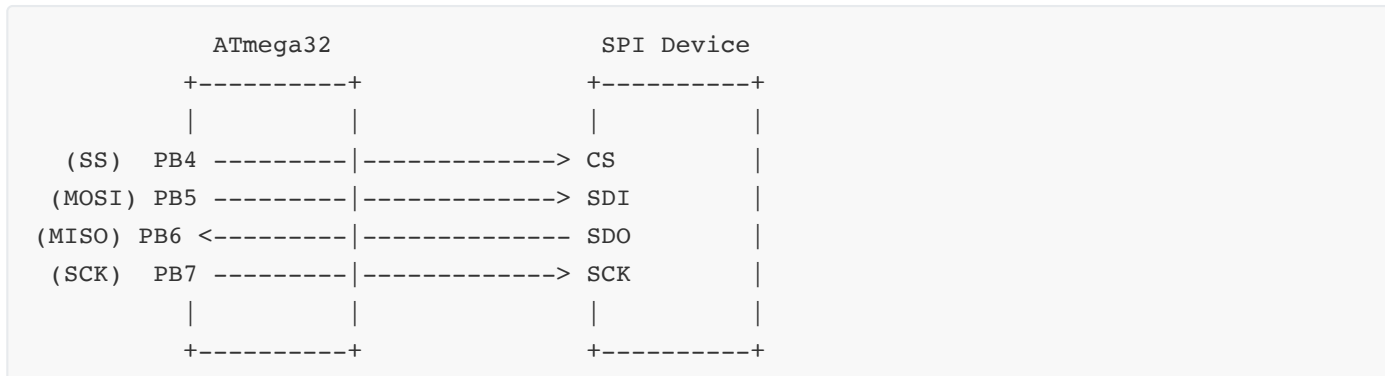 ATmega32 SPI Device
+----------+ +----------+
| | | |
(SS) PB4 ---------|-------------> CS |
(MOSI) PB5 ---------|-------------> SDI |
(MISO) PB6 <---------|-------------- SDO |
(SCK) PB7 ---------|-------------> SCK |
| | | |
+----------+ +----------+